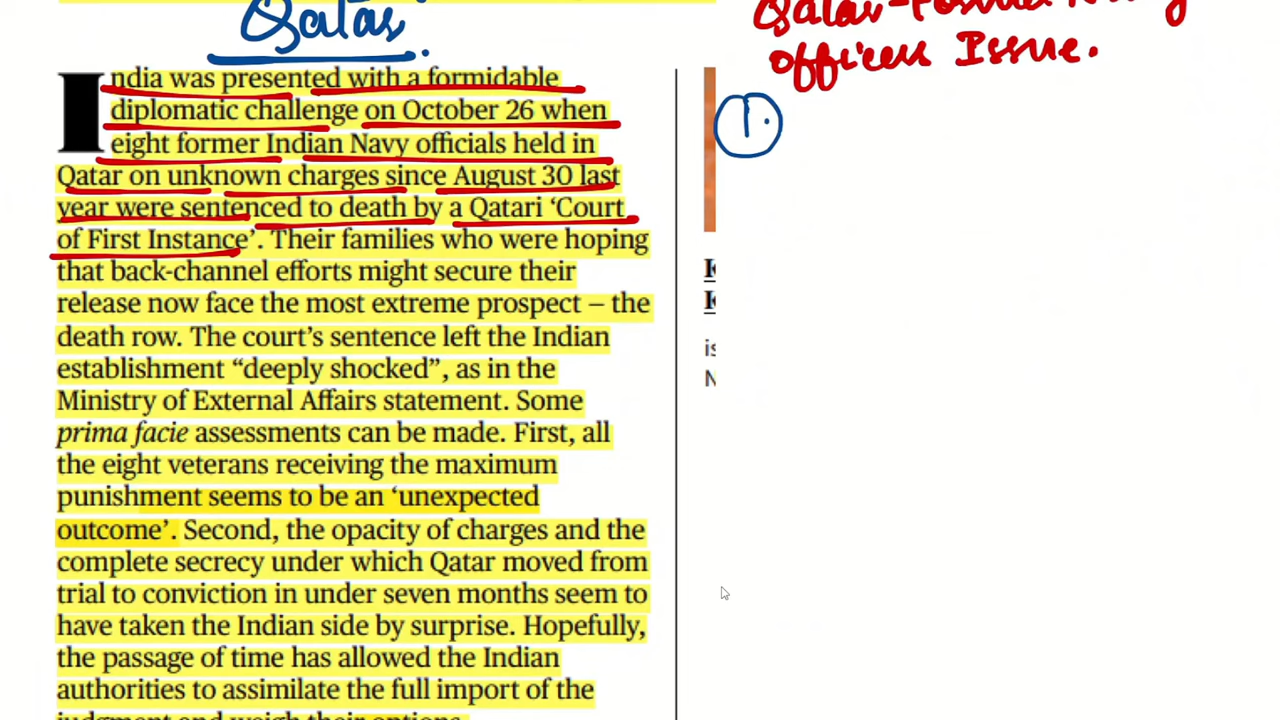 Qatar.
Qatar-Former Navy
officers Issue.
India was presented with a formidable
diplomatic challenge on October 26 when
eight former Indian Navy officials held in
Qatar on unknown charges since August 30 last
year were sentenced to death by a Qatari ‘Court
of First Instance’. Their families who were hoping
that back-channel efforts might secure their
release now face the most extreme prospect – the
death row. The court’s sentence left the Indian
establishment “deeply shocked”, as in the
Ministry of External Affairs statement. Some
prima facie assessments can be made. First, all
the eight veterans receiving the maximum
punishment seems to be an ‘unexpected
outcome’. Second, the opacity of charges and the
complete secrecy under which Qatar moved from
trial to conviction in under seven months seem to
have taken the Indian side by surprise. Hopefully,
the passage of time has allowed the Indian
authorities to assimilate the full import of the
judgment and weigh their options.
1.
K
K
is
N